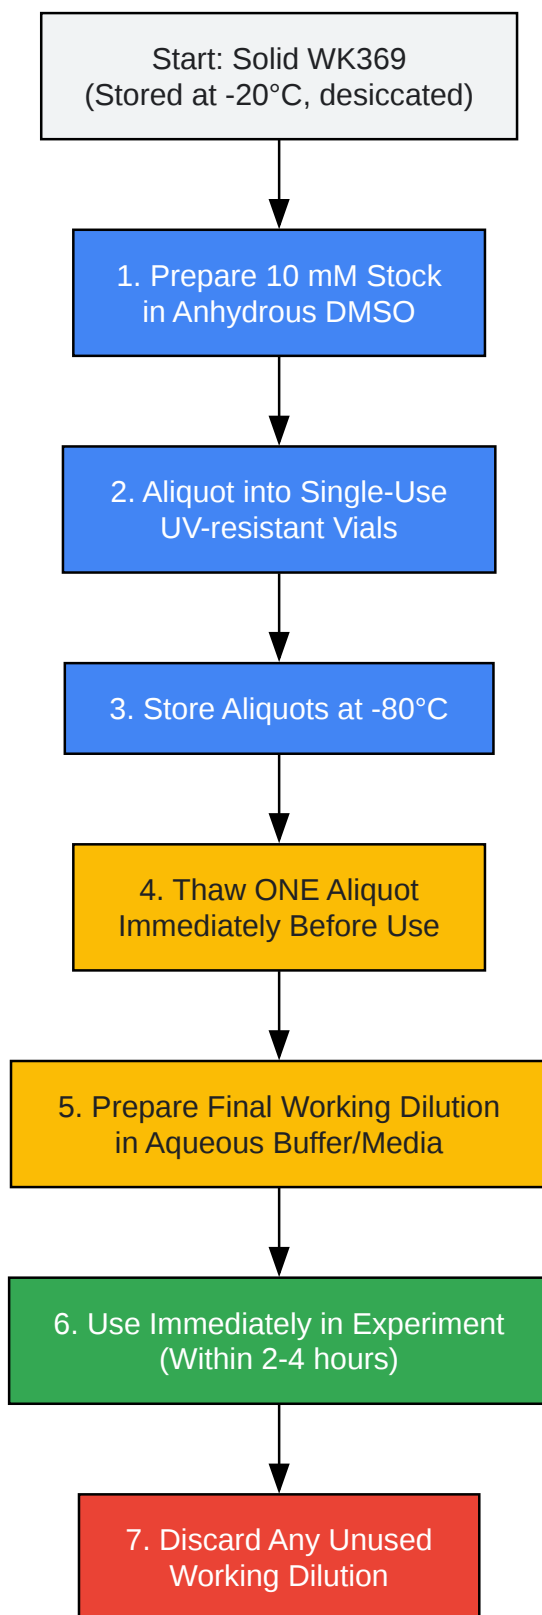 Start: Solid WK369
(Stored at -20°C, desiccated)
1. Prepare 10 mM Stock
in Anhydrous DMSO
2. Aliquot into Single-Use
UV-resistant Vials
3. Store Aliquots at -80°C
4. Thaw ONE Aliquot
Immediately Before Use
5. Prepare Final Working Dilution
in Aqueous Buffer/Media
6. Use Immediately in Experiment
(Within 2-4 hours)
7. Discard Any Unused
Working Dilution